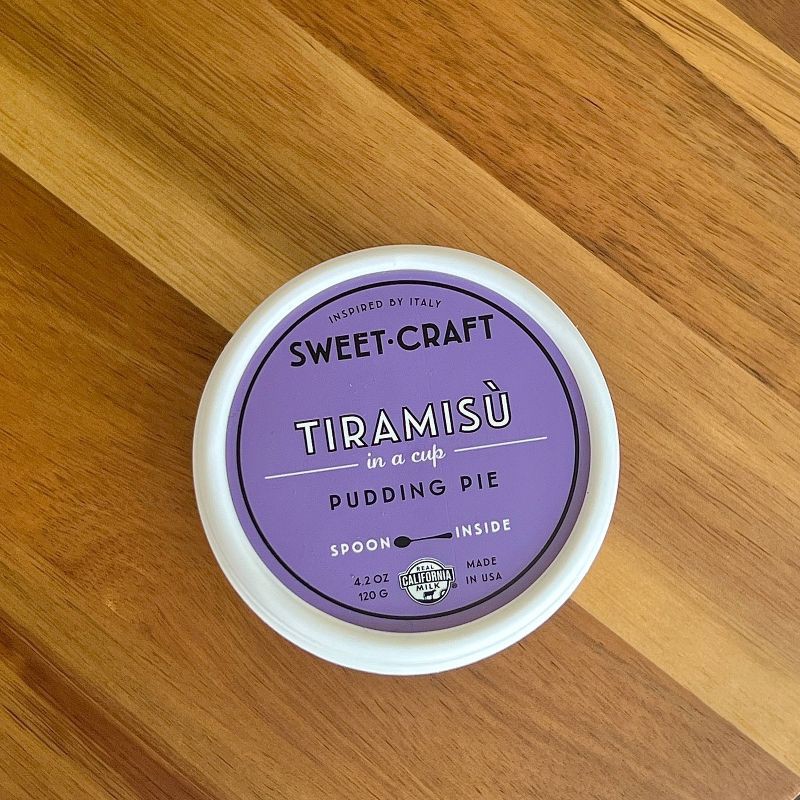 INSPIRED BY ITALY
SWEET·CRAFT
TIRAMISÙ
in a cup
PUDDING PIE
SPOON INSIDE
4.2 OZ
120 G
REAL
CALIFORNIA
MILK
®
MADE
IN USA